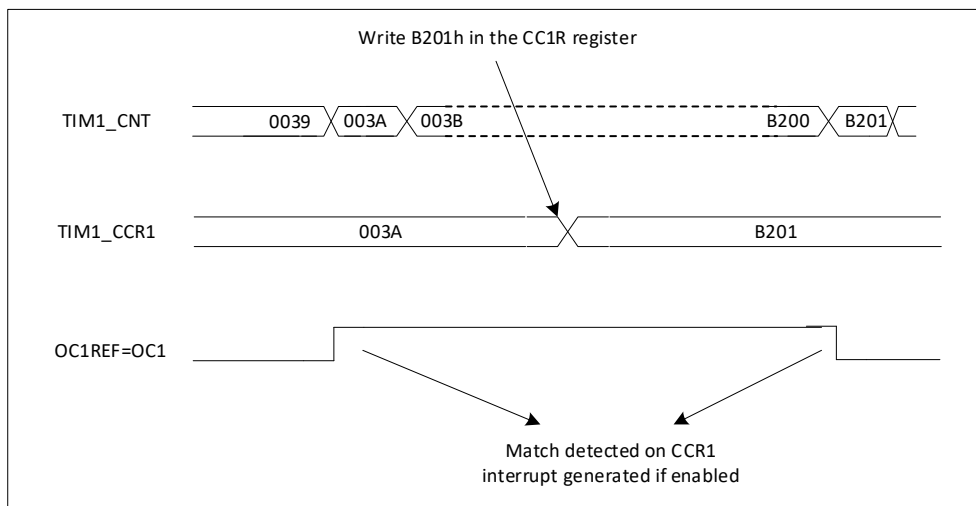 Write B201h in the CC1R register
TIM1_CNT 0039 003A 003B B200 B201
TIM1_CCR1 003A B201
OC1REF=OC1
Match detected on CCR1
interrupt generated if enabled